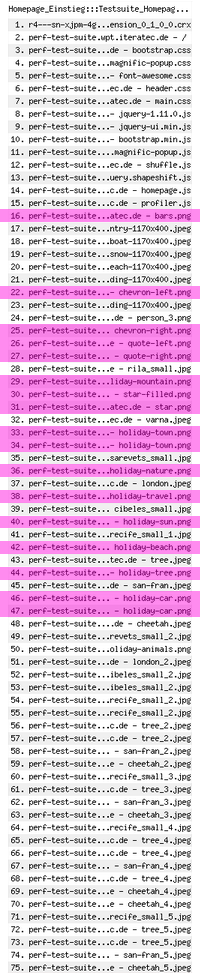 Homepage_Einstieg:::Testsuite_Homepag...
1. r4---sn-xjpm-4g...ension_0_1_0_0.crx
2. perf-test-suite.wpt.iteratec.de - /
3. perf-test-suite....de - bootstrap.css
4. perf-test-suite....magnific-popup.css
5. perf-test-suite...- font-awesome.css
6. perf-test-suite....ec.de - header.css
7. perf-test-suite....atec.de - main.css
8. perf-test-suite...- jquery-1.11.0.js
9. perf-test-suite...- jquery-ui.min.js
10. perf-test-suite...- bootstrap.min.js
11. perf-test-suite....magnific-popup.js
12. perf-test-suite....ec.de - shuffle.js
13. perf-test-suite....uery.shapeshift.js
14. perf-test-suite....c.de - homepage.js
15. perf-test-suite....c.de - profiler.js
16. perf-test-suite....atec.de - bars.png
17. perf-test-suite...ntry-1170x400.jpeg
18. perf-test-suite...boat-1170x400.jpeg
19. perf-test-suite...snow-1170x400.jpeg
20. perf-test-suite...each-1170x400.jpeg
21. perf-test-suite...ding-1170x400.jpeg
22. perf-test-suite...- chevron-left.png
23. perf-test-suite...ding-1170x400.jpeg
24. perf-test-suite....de - person_3.png
25. perf-test-suite... chevron-right.png
26. perf-test-suite...e - quote-left.png
27. perf-test-suite... - quote-right.png
28. perf-test-suite...e - rila_small.jpg
29. perf-test-suite...liday-mountain.png
30. perf-test-suite... - star-filled.png
31. perf-test-suite....atec.de - star.png
32. perf-test-suite....ec.de - varna.jpeg
33. perf-test-suite...- holiday-town.png
34. perf-test-suite...- holiday-town.png
35. perf-test-suite...sarevets_small.jpg
36. perf-test-suite...holiday-nature.png
37. perf-test-suite....c.de - london.jpeg
38. perf-test-suite...holiday-travel.png
39. perf-test-suite... cibeles_small.jpg
40. perf-test-suite... - holiday-sun.png
41. perf-test-suite...recife_small_1.jpg
42. perf-test-suite... holiday-beach.png
43. perf-test-suite....tec.de - tree.jpeg
44. perf-test-suite...- holiday-tree.png
45. perf-test-suite....de - san-fran.jpeg
46. perf-test-suite... - holiday-car.png
47. perf-test-suite... - holiday-car.png
48. perf-test-suite....de - cheetah.jpeg
49. perf-test-suite...revets_small_2.jpg
50. perf-test-suite...oliday-animals.png
51. perf-test-suite....de - london_2.jpeg
52. perf-test-suite...ibeles_small_2.jpg
53. perf-test-suite...ibeles_small_2.jpg
54. perf-test-suite...recife_small_2.jpg
55. perf-test-suite...recife_small_2.jpg
56. perf-test-suite....c.de - tree_2.jpeg
57. perf-test-suite....c.de - tree_2.jpeg
58. perf-test-suite... - san-fran_2.jpeg
59. perf-test-suite...e - cheetah_2.jpeg
60. perf-test-suite...recife_small_3.jpg
61. perf-test-suite....c.de - tree_3.jpeg
62. perf-test-suite... - san-fran_3.jpeg
63. perf-test-suite...e - cheetah_3.jpeg
64. perf-test-suite...recife_small_4.jpg
65. perf-test-suite....c.de - tree_4.jpeg
66. perf-test-suite....c.de - tree_4.jpeg
67. perf-test-suite... - san-fran_4.jpeg
68. perf-test-suite....c.de - tree_4.jpeg
69. perf-test-suite...e - cheetah_4.jpeg
70. perf-test-suite...e - cheetah_4.jpeg
71. perf-test-suite...recife_small_5.jpg
72. perf-test-suite....c.de - tree_5.jpeg
73. perf-test-suite....c.de - tree_5.jpeg
74. perf-test-suite... - san-fran_5.jpeg
75. perf-test-suite...e - cheetah_5.jpeg